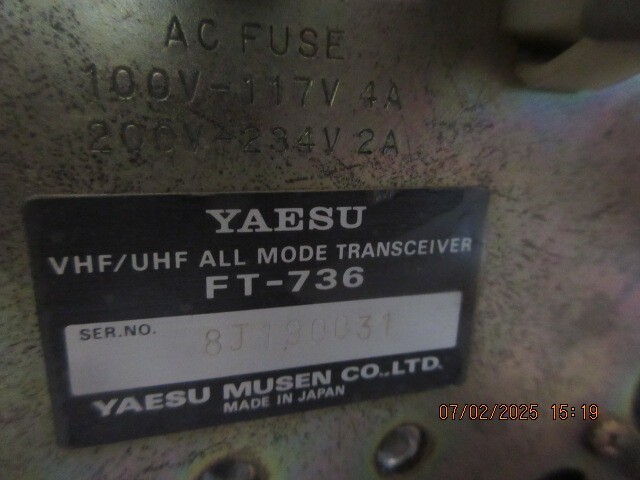 AC FUSE
100V-117V 4A
200V-234V 2A
YAESU
VHF/UHF ALL MODE TRANSCEIVER
FT-736
SER.NO. 8J120031
YAESU MUSEN CO.,LTD.
MADE IN JAPAN
07/02/2025 15:19